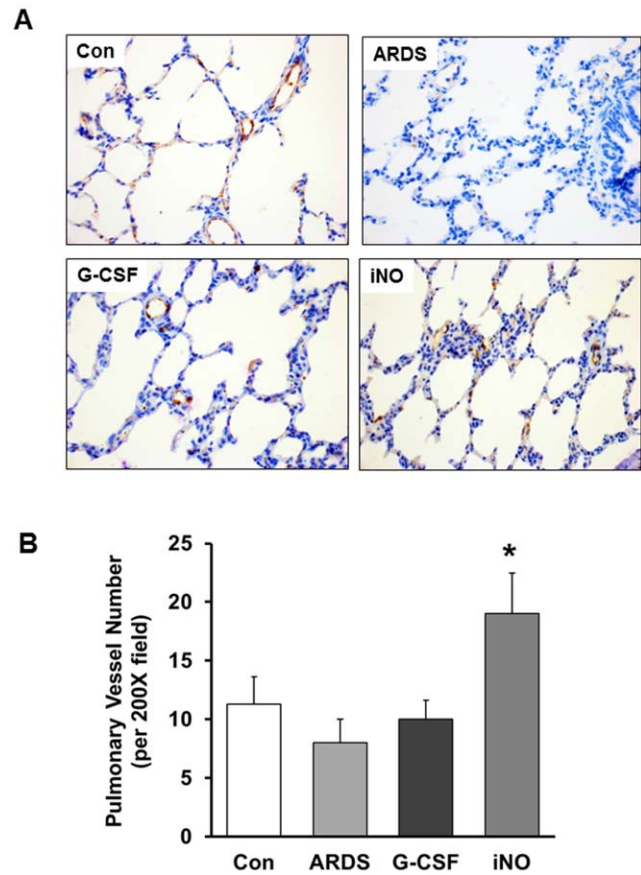 A
Con
ARDS
G-CSF
iNO
B
Pulmonary Vessel Number
(per 200X field)
25
20
15
10
5
0
*
Con ARDS G-CSF iNO